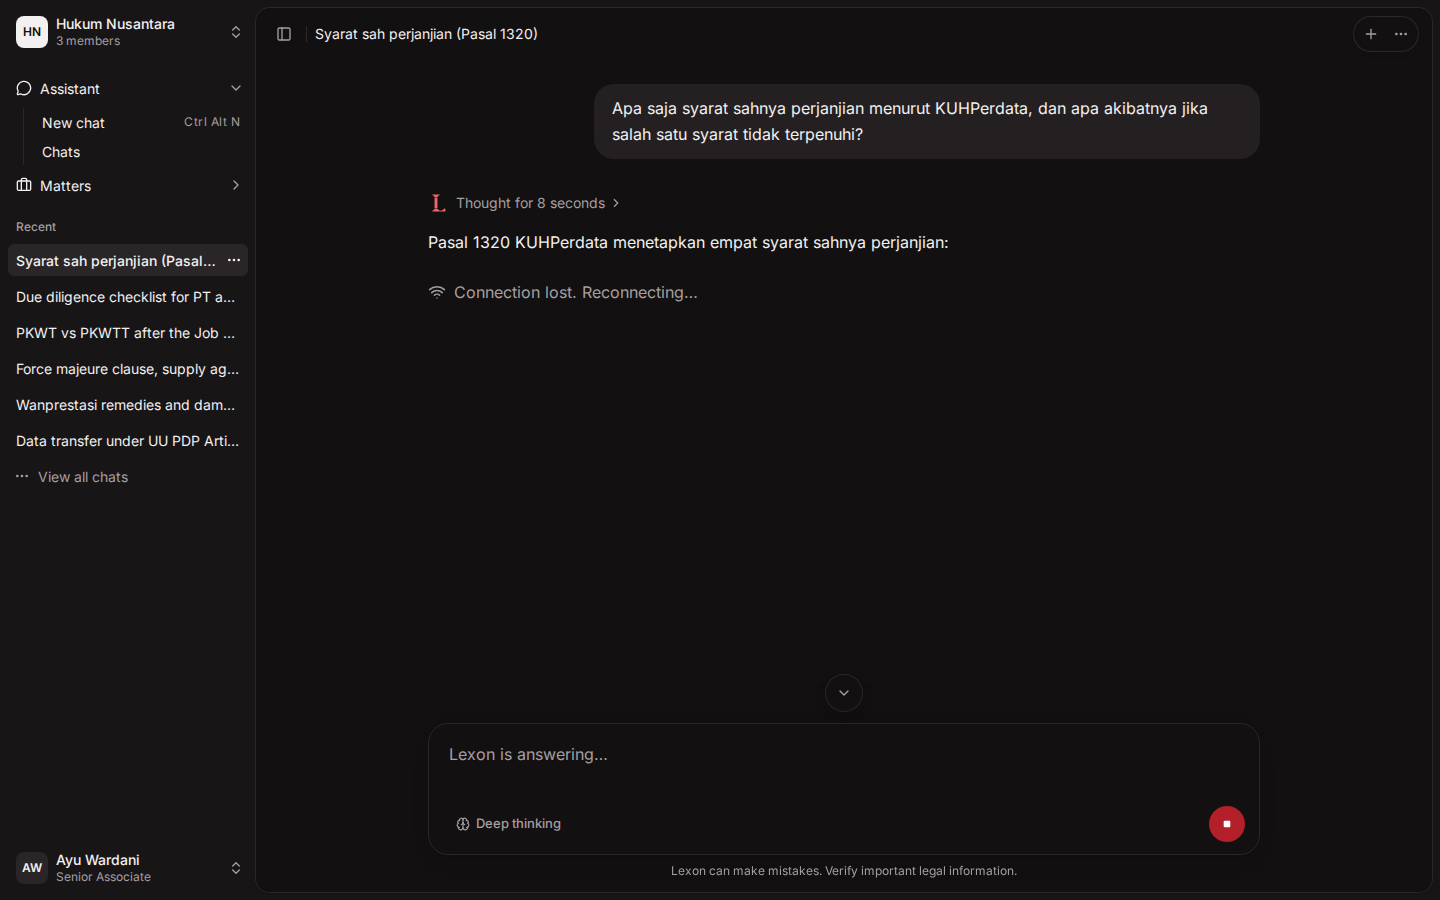 HN
Hukum Nusantara
3 members
Assistant
New chat
Ctrl Alt N
Chats
Matters
Recent
Syarat sah perjanjian (Pasal...
Due diligence checklist for PT a...
PKWT vs PKWTT after the Job ...
Force majeure clause, supply ag...
Wanprestasi remedies and dam...
Data transfer under UU PDP Arti...
View all chats
AW
Ayu Wardani
Senior Associate
Syarat sah perjanjian (Pasal 1320)
Apa saja syarat sahnya perjanjian menurut KUHPerdata, dan apa akibatnya jika
salah satu syarat tidak terpenuhi?
L
Thought for 8 seconds
Pasal 1320 KUHPerdata menetapkan empat syarat sahnya perjanjian:
Connection lost. Reconnecting...
Lexon is answering...
Deep thinking
Lexon can make mistakes. Verify important legal information.